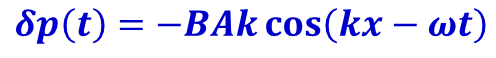 δp(t) = −BAk cos(kx − ωt)